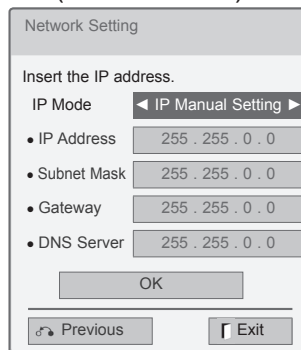 Network Setting
Insert the IP address.
IP Mode ◄ IP Manual Setting ►
• IP Address 255 . 255 . 0 . 0
• Subnet Mask 255 . 255 . 0 . 0
• Gateway 255 . 255 . 0 . 0
• DNS Server 255 . 255 . 0 . 0
OK
Previous Exit